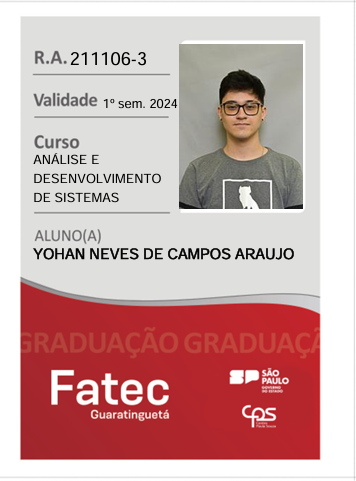 R.A. 211106-3
Validade 1º sem. 2024
Curso
ANÁLISE E
DESENVOLVIMENTO
DE SISTEMAS
ALUNO(A)
YOHAN NEVES DE CAMPOS ARAUJO
GRADUAÇÃO GRADUAÇÃ
Fatec
Guaratinguetá
SP SÃO
PAULO
GOVERNO
DO ESTADO
CPS
Centro
Paula Souza